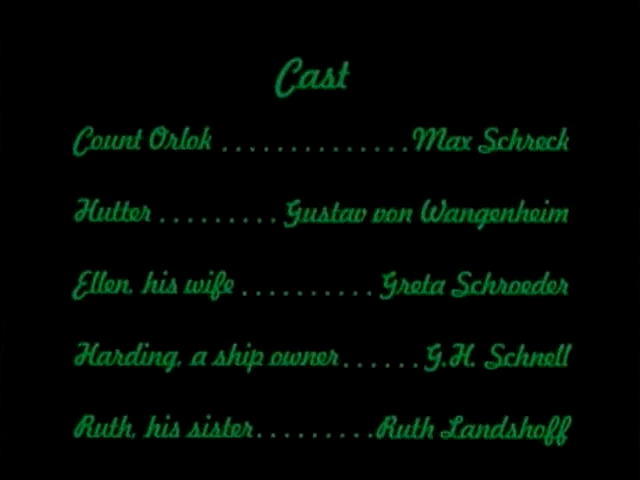 Cast
Count Orlok ..............Max Schreck
Hutter ......... Gustav von Wangenheim
Ellen, his wife .......... Greta Schroeder
Harding, a ship owner...... G.H. Schnell
Ruth, his sister.........Ruth Landshoff